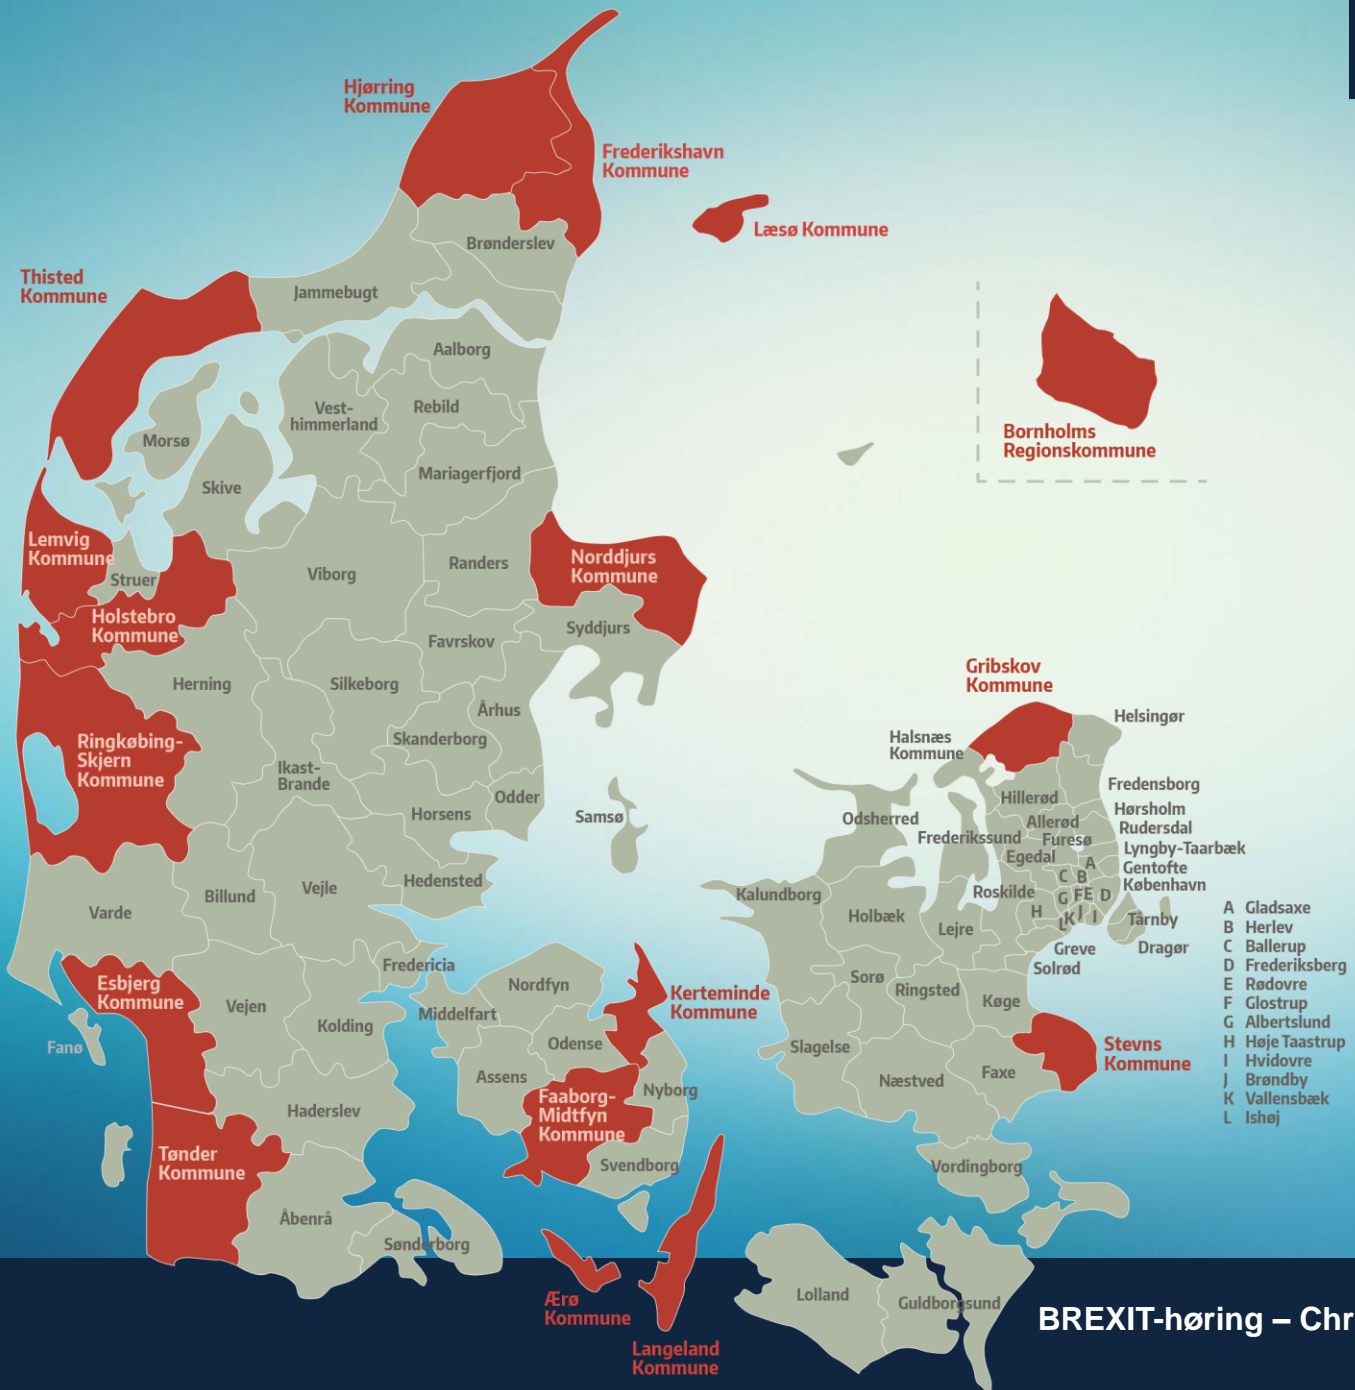 Hjørring
Kommune
Frederikshavn
Kommune
Læsø Kommune
Brønderslev
Thisted
Kommune
Jammebugt
Aalborg
Vest-
himmerland
Rebild
Morsø
Mariagerfjord
Skive
Bornholms
Regionskommune
Lemvig
Kommune
Struer
Viborg
Randers
Norddjurs
Kommune
Holstebro
Kommune
Syddjurs
Favrskov
Herning
Silkeborg
Århus
Skanderborg
Ringkøbing-
Skjern
Kommune
Ikast-
Brande
Horsens
Odder
Samsø
Gribskov
Kommune
Helsingør
Halsnæs
Kommune
Fredensborg
Hillerød
Hørsholm
Odsherred
Allerød
Rudersdal
Frederikssund
Furesø
Lyngby-Taarbæk
Egedal
A
Gentofte
C
B
København
Hedensted
Vejle
Billund
Varde
Kalundborg
Roskilde
G
F
E
D
Holbæk
H
J
I
K
L
Tårnby
Lejre
Greve
Dragør
Solrød
A Gladsaxe
B Herlev
C Ballerup
D Frederiksberg
E Rødovre
F Glostrup
G Albertslund
H Høje Taastrup
I Hvidovre
J Brøndby
K Vallensbæk
L Ishøj
Fredericia
Esbjerg
Kommune
Vejen
Kolding
Fanø
Nordfyn
Middelfart
Kerteminde
Kommune
Odense
Sorø
Ringsted
Køge
Slagelse
Stevns
Kommune
Næstved
Faxe
Assens
Nyborg
Faaborg-
Midtfyn
Kommune
Haderslev
Tønder
Kommune
Svendborg
Vordingborg
Åbenrå
Sønderborg
Ærø
Kommune
Langeland
Kommune
Lolland
Guldborgsund
BREXIT-høring – Chr